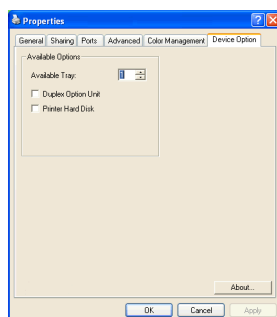 Properties
General Sharing Ports Advanced Color Management Device Option
Available Options
Available Tray: 1
Duplex Option Unit
Printer Hard Disk
About...
OK Cancel Apply